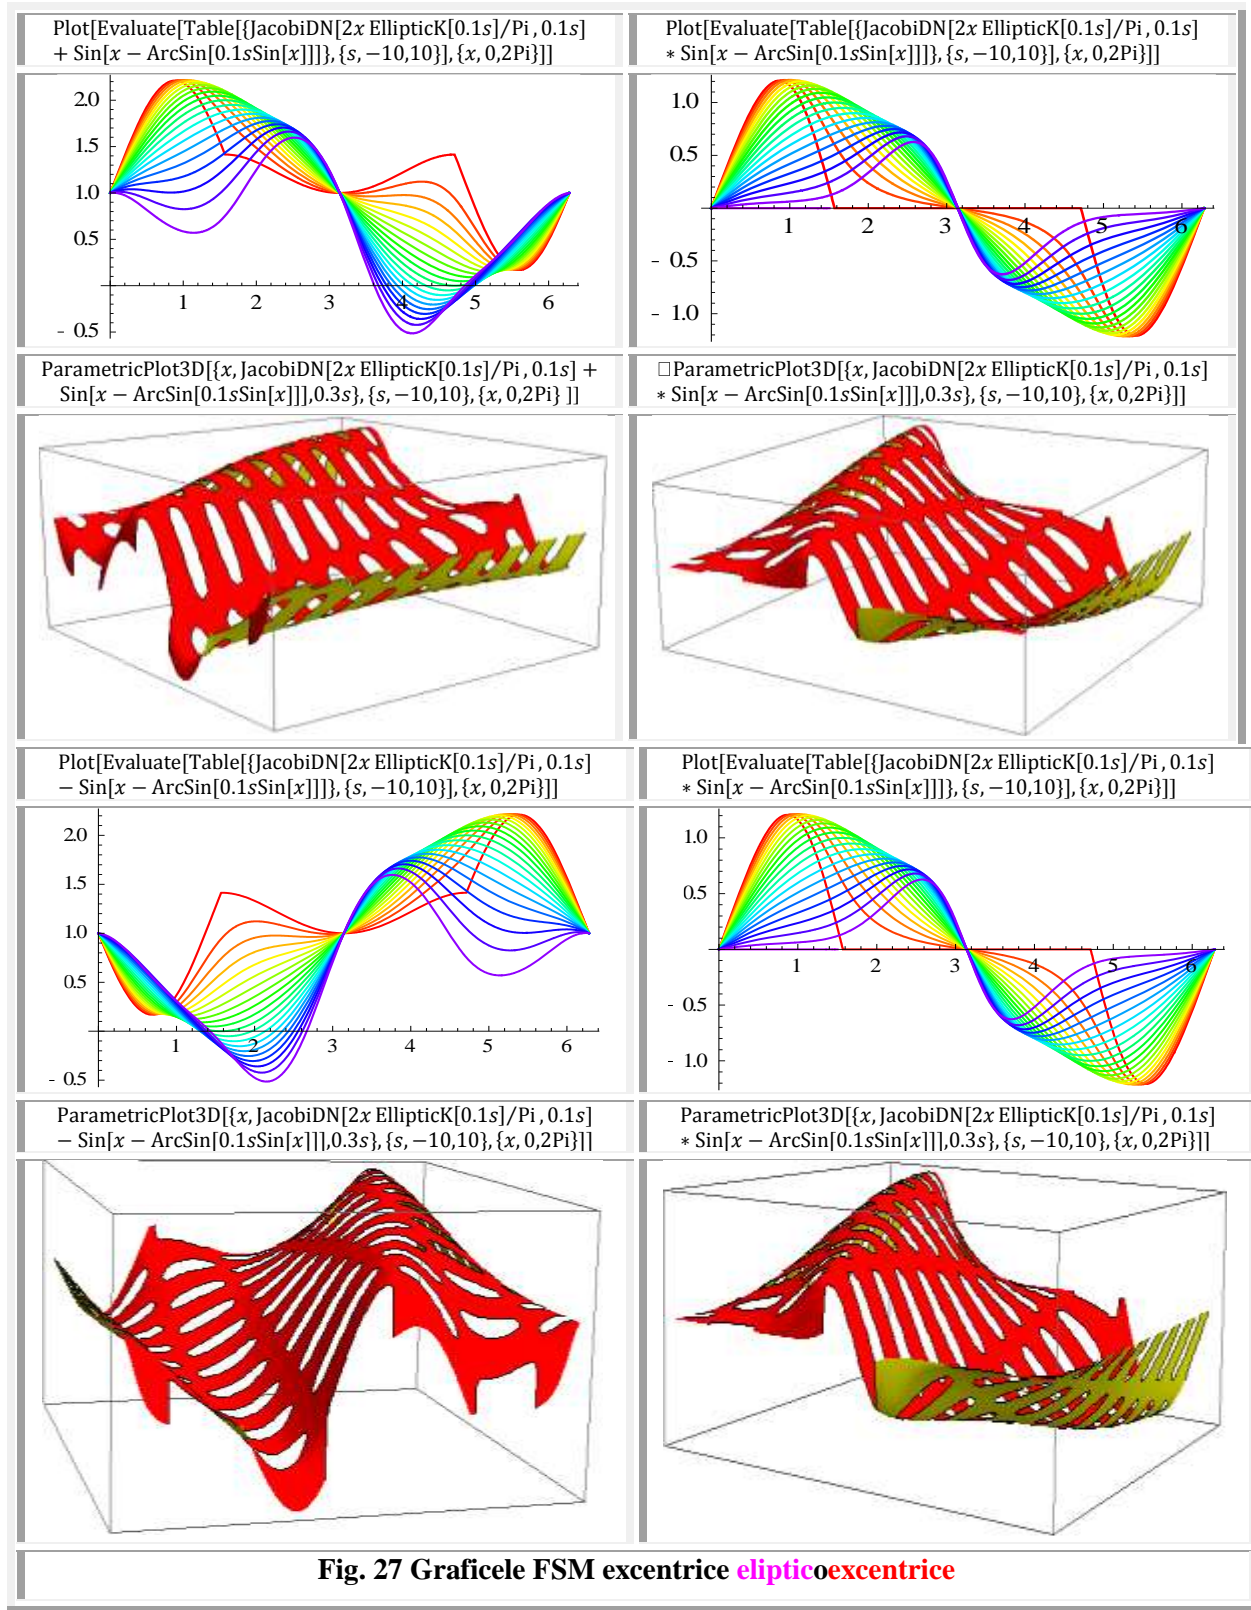 Plot[Evaluate[Table[{JacobiDN[2x EllipticK[0.1s]/Pi , 0.1s]
+ Sin[x − ArcSin[0.1sSin[x]]]}, {s, −10,10}], {x, 0,2Pi}]]
Plot[Evaluate[Table[{JacobiDN[2x EllipticK[0.1s]/Pi , 0.1s]
∗ Sin[x − ArcSin[0.1sSin[x]]]}, {s, −10,10}], {x, 0,2Pi}]]
2.0
1.5
1.0
0.5
- 0.5
1 2 3 4 5 6
1.0
0.5
- 0.5
- 1.0
1 2 3 4 5 6
ParametricPlot3D[{x, JacobiDN[2x EllipticK[0.1s]/Pi , 0.1s] +
Sin[x − ArcSin[0.1sSin[x]]],0.3s}, {s, −10,10}, {x, 0,2Pi} ]]
□ParametricPlot3D[{x, JacobiDN[2x EllipticK[0.1s]/Pi , 0.1s]
∗ Sin[x − ArcSin[0.1sSin[x]]],0.3s}, {s, −10,10}, {x, 0,2Pi}]]
Plot[Evaluate[Table[{JacobiDN[2x EllipticK[0.1s]/Pi , 0.1s]
− Sin[x − ArcSin[0.1sSin[x]]]}, {s, −10,10}], {x, 0,2Pi}]]
Plot[Evaluate[Table[{JacobiDN[2x EllipticK[0.1s]/Pi , 0.1s]
∗ Sin[x − ArcSin[0.1sSin[x]]]}, {s, −10,10}], {x, 0,2Pi}]]
2.0
1.5
1.0
0.5
- 0.5
1 2 3 4 5 6
1.0
0.5
- 0.5
- 1.0
1 2 3 4 5 6
ParametricPlot3D[{x, JacobiDN[2x EllipticK[0.1s]/Pi , 0.1s]
− Sin[x − ArcSin[0.1sSin[x]]],0.3s}, {s, −10,10}, {x, 0,2Pi}]]
ParametricPlot3D[{x, JacobiDN[2x EllipticK[0.1s]/Pi , 0.1s]
∗ Sin[x − ArcSin[0.1sSin[x]]],0.3s}, {s, −10,10}, {x, 0,2Pi}]]
Fig. 27 Graficele FSM excentrice elipticoexcentrice